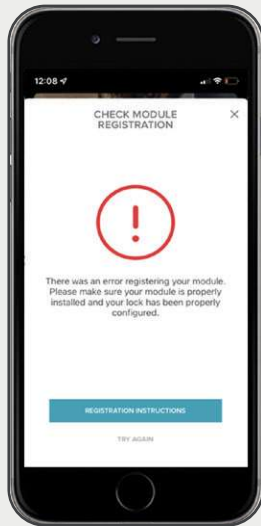 12:08
CHECK MODULE
REGISTRATION
There was an error registering your module.
Please make sure your module is properly
installed and your lock has been properly
configured.
REGISTRATION INSTRUCTIONS
TRY AGAIN